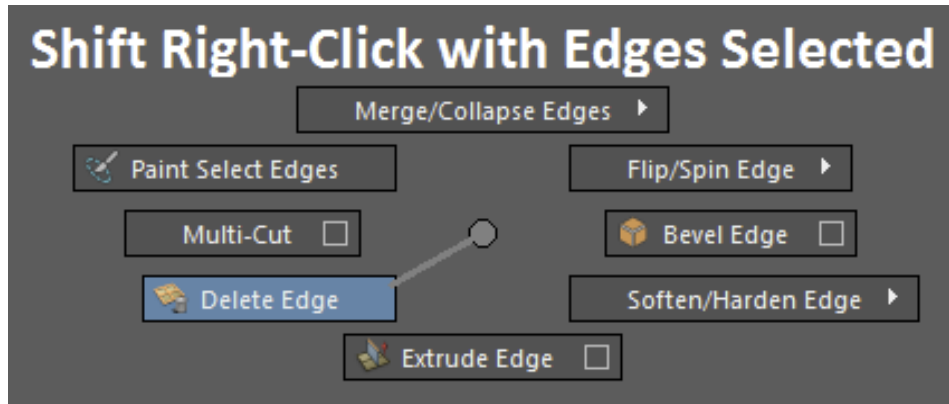 Shift Right-Click with Edges Selected
Merge/Collapse Edges
Paint Select Edges
Flip/Spin Edge
Multi-Cut
Bevel Edge
Delete Edge
Soften/Harden Edge
Extrude Edge